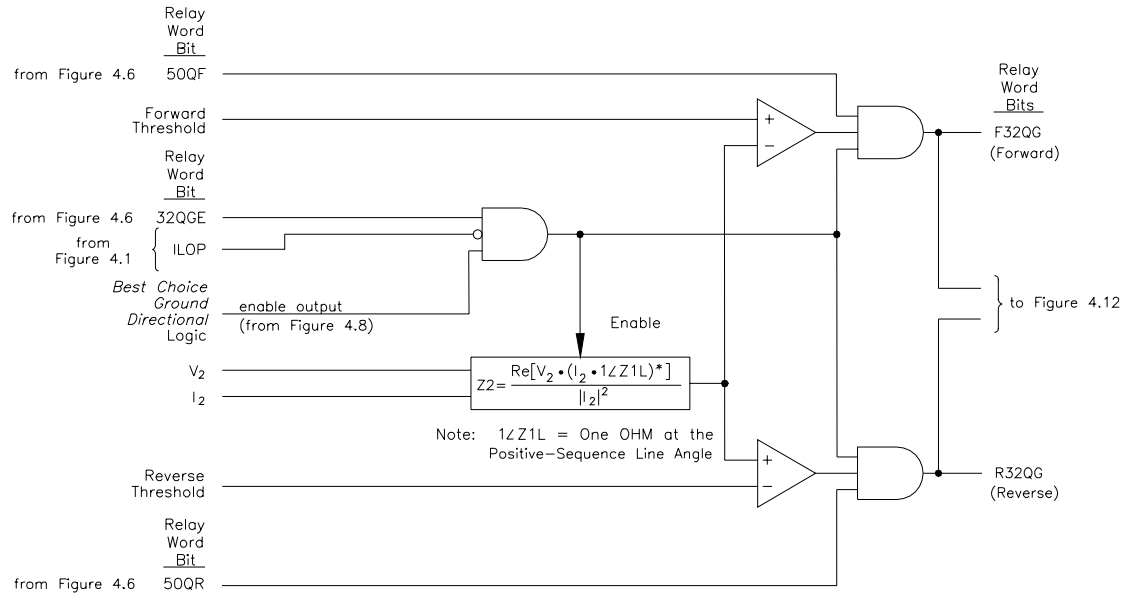 Relay
Word
Bit
from Figure 4.6 50QF
Forward
Threshold
Relay
Word
Bit
from Figure 4.6 32QGE
from
Figure 4.1
ILOP
Best Choice
Ground
Directional
Logic
enable output
(from Figure 4.8)
Enable
V2
I2
Z2= Re[V2 • (I2 • 1∠Z1L)*] / |I2|²
Note: 1∠Z1L = One OHM at the
Positive-Sequence Line Angle
Reverse
Threshold
Relay
Word
Bit
from Figure 4.6 50QR
+
−
+
−
Relay
Word
Bits
F32QG
(Forward)
to Figure 4.12
R32QG
(Reverse)